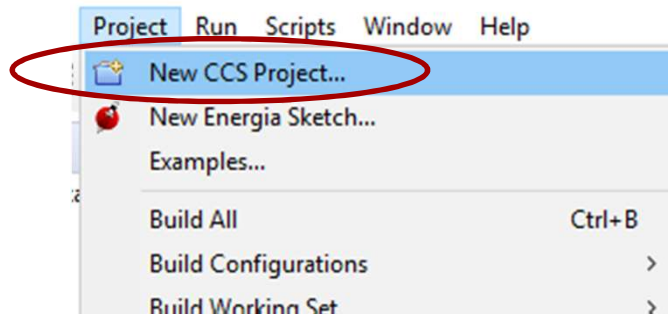 Project Run Scripts Window Help
New CCS Project...
New Energia Sketch...
Examples...
Build All Ctrl+B
Build Configurations
Build Working Set